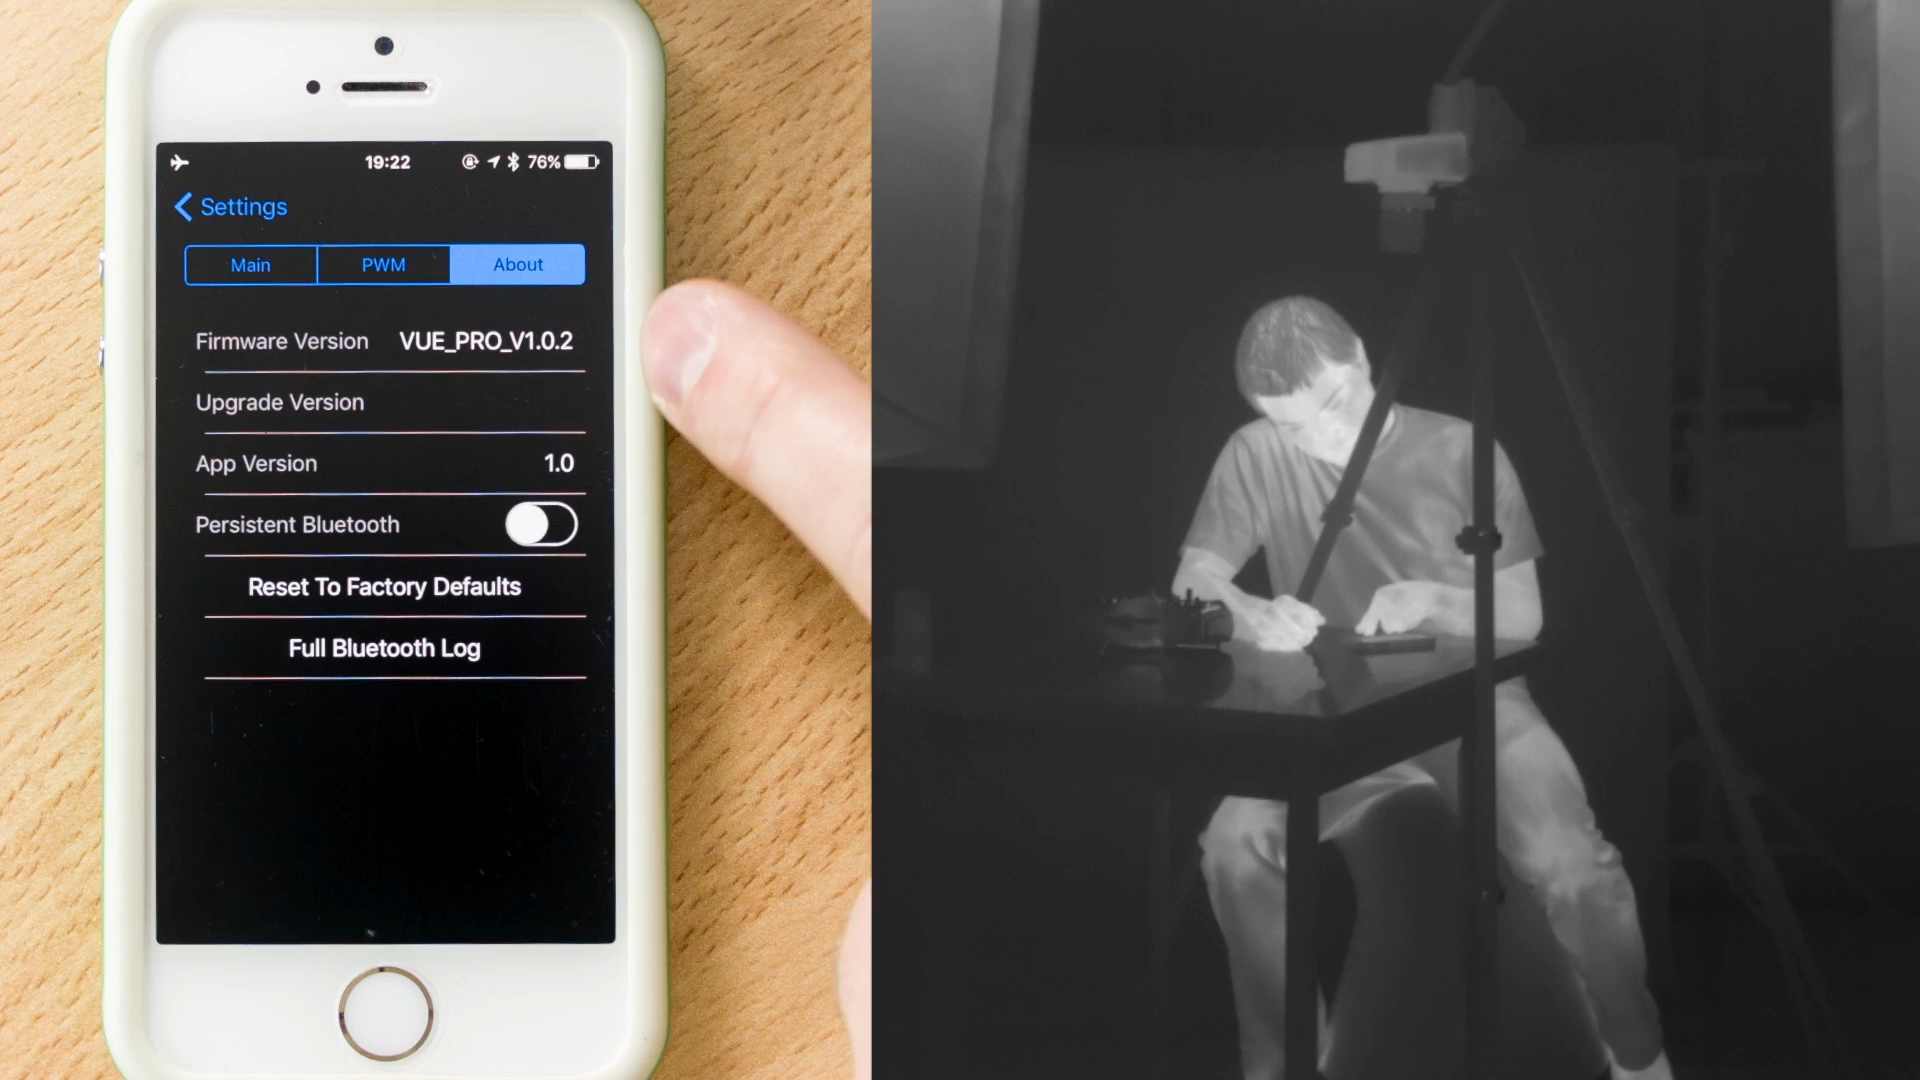 19:22 76%
Settings
Main PWM About
Firmware Version VUE_PRO_V1.0.2
Upgrade Version
App Version 1.0
Persistent Bluetooth
Reset To Factory Defaults
Full Bluetooth Log